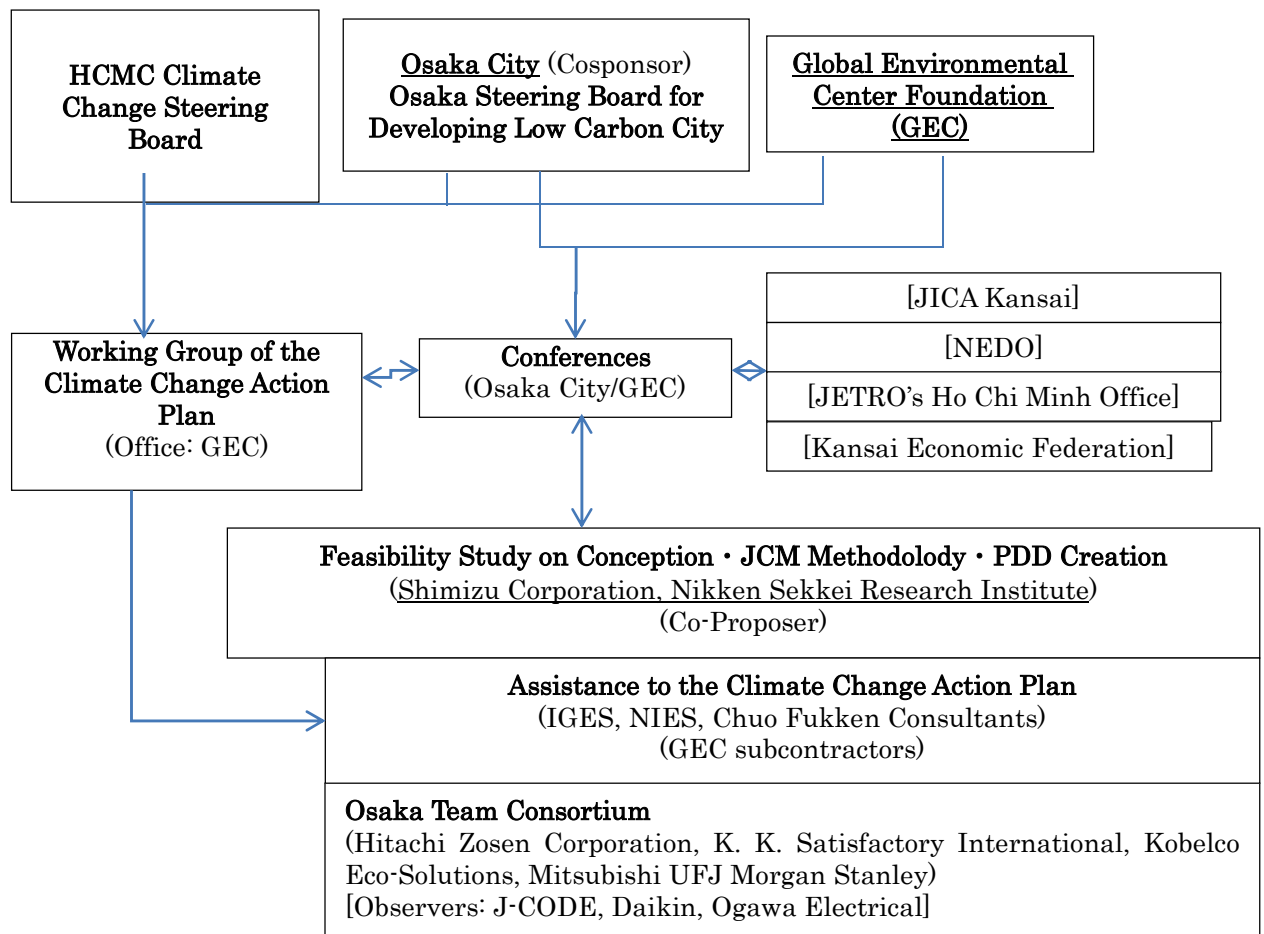 HCMC Climate
Change Steering
Board
Osaka City (Cosponsor)
Osaka Steering Board for
Developing Low Carbon City
Global Environmental
Center Foundation
(GEC)
Working Group of the
Climate Change Action
Plan
(Office: GEC)
Conferences
(Osaka City/GEC)
[JICA Kansai]
[NEDO]
[JETRO’s Ho Chi Minh Office]
[Kansai Economic Federation]
Feasibility Study on Conception・JCM Methodolody・PDD Creation
(Shimizu Corporation, Nikken Sekkei Research Institute)
(Co-Proposer)
Assistance to the Climate Change Action Plan
(IGES, NIES, Chuo Fukken Consultants)
(GEC subcontractors)
Osaka Team Consortium
(Hitachi Zosen Corporation, K. K. Satisfactory International, Kobelco
Eco-Solutions, Mitsubishi UFJ Morgan Stanley)
[Observers: J-CODE, Daikin, Ogawa Electrical]